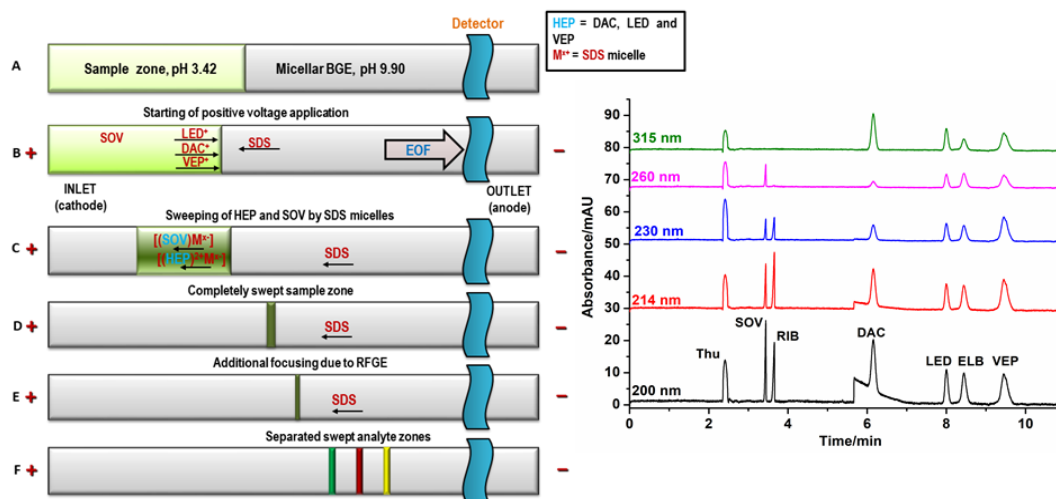 Detector
HEP = DAC, LED and
VEP
Mˣ⁺= SDS micelle
A
Sample zone, pH 3.42
Micellar BGE, pH 9.90
Starting of positive voltage application
B +
SOV
LED⁺
DAC⁺
VEP⁺
SDS
EOF
–
INLET
(cathode)
OUTLET
(anode)
Sweeping of HEP and SOV by SDS micelles
C +
[(SOV)Mˣ⁻]
[(HEP)²⁺Mˣ⁻]
SDS
–
Completely swept sample zone
D +
SDS
–
Additional focusing due to RFGE
E +
SDS
–
Separated swept analyte zones
F +
–
Absorbance/mAU
90
80
70
60
50
40
30
20
10
0
315 nm
260 nm
230 nm
214 nm
200 nm
Thu
SOV
RIB
DAC
LED
ELB
VEP
0
2
4
6
8
10
Time/min